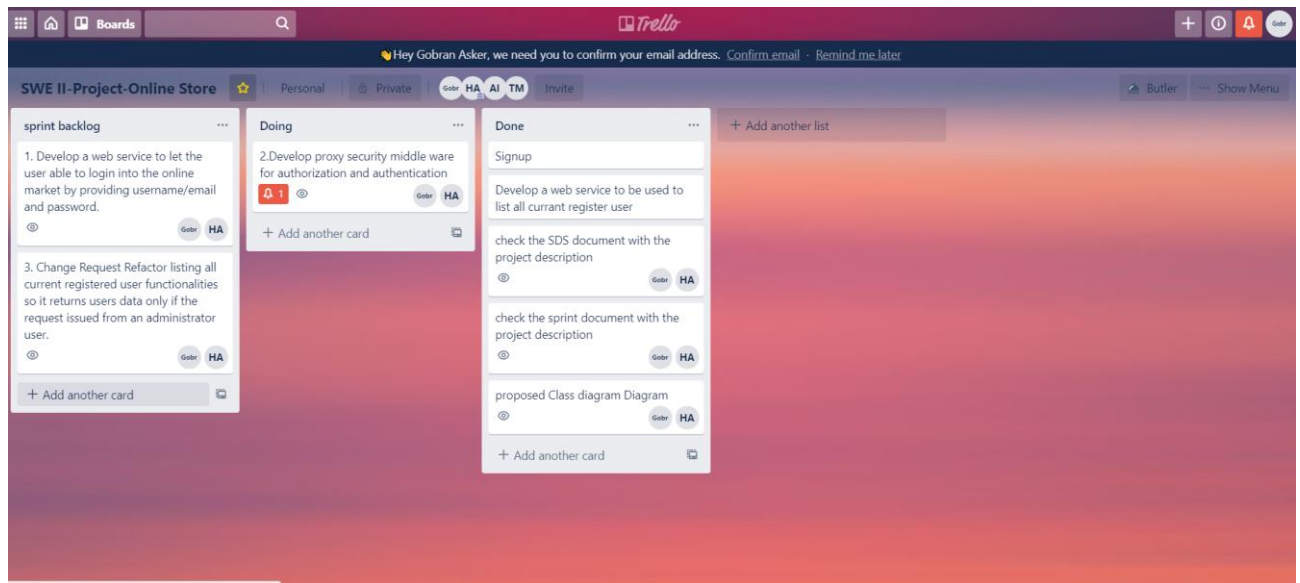 Boards
Trello
Gobr
Hey Gobran Asker, we need you to confirm your email address. Confirm email · Remind me later
SWE II-Project-Online Store
Personal
Private
Gobr HA AI TM
Invite
Butler
... Show Menu
sprint backlog ...
1. Develop a web service to let the
user able to login into the online
market by providing username/email
and password.
Gobr HA
3. Change Request Refactor listing all
current registered user functionalities
so it returns users data only if the
request issued from an administrator
user.
Gobr HA
+ Add another card
Doing ...
2.Develop proxy security middle ware
for authorization and authentication
1
Gobr HA
+ Add another card
Done ...
Signup
Develop a web service to be used to
list all currant register user
check the SDS document with the
project description
Gobr HA
check the sprint document with the
project description
Gobr HA
proposed Class diagram Diagram
Gobr HA
+ Add another card
+ Add another list